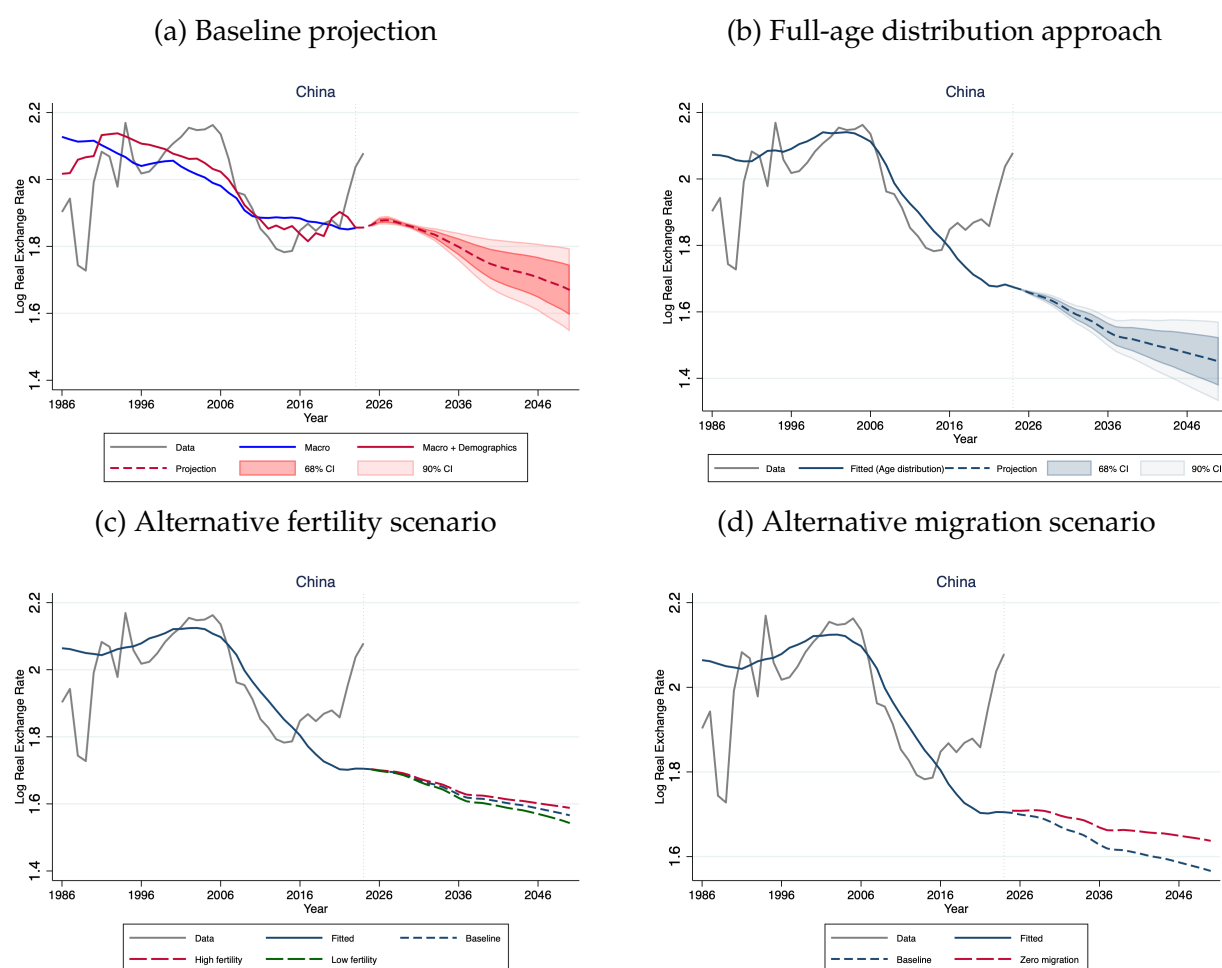 (a) Baseline projection
China
Log Real Exchange Rate
2.2
2
1.8
1.6
1.4
1986 1996 2006 2016 2026 2036 2046
Year
Data Macro Macro + Demographics
Projection 68% CI 90% CI
(b) Full-age distribution approach
China
Log Real Exchange Rate
2.2
2
1.8
1.6
1.4
1986 1996 2006 2016 2026 2036 2046
Year
Data Fitted (Age distribution) Projection 68% CI 90% CI
(c) Alternative fertility scenario
China
Log Real Exchange Rate
2.2
2
1.8
1.6
1.4
1986 1996 2006 2016 2026 2036 2046
Year
Data Fitted Baseline
High fertility Low fertility
(d) Alternative migration scenario
China
Log Real Exchange Rate
2.2
2
1.8
1.6
1986 1996 2006 2016 2026 2036 2046
Year
Data Fitted
Baseline Zero migration